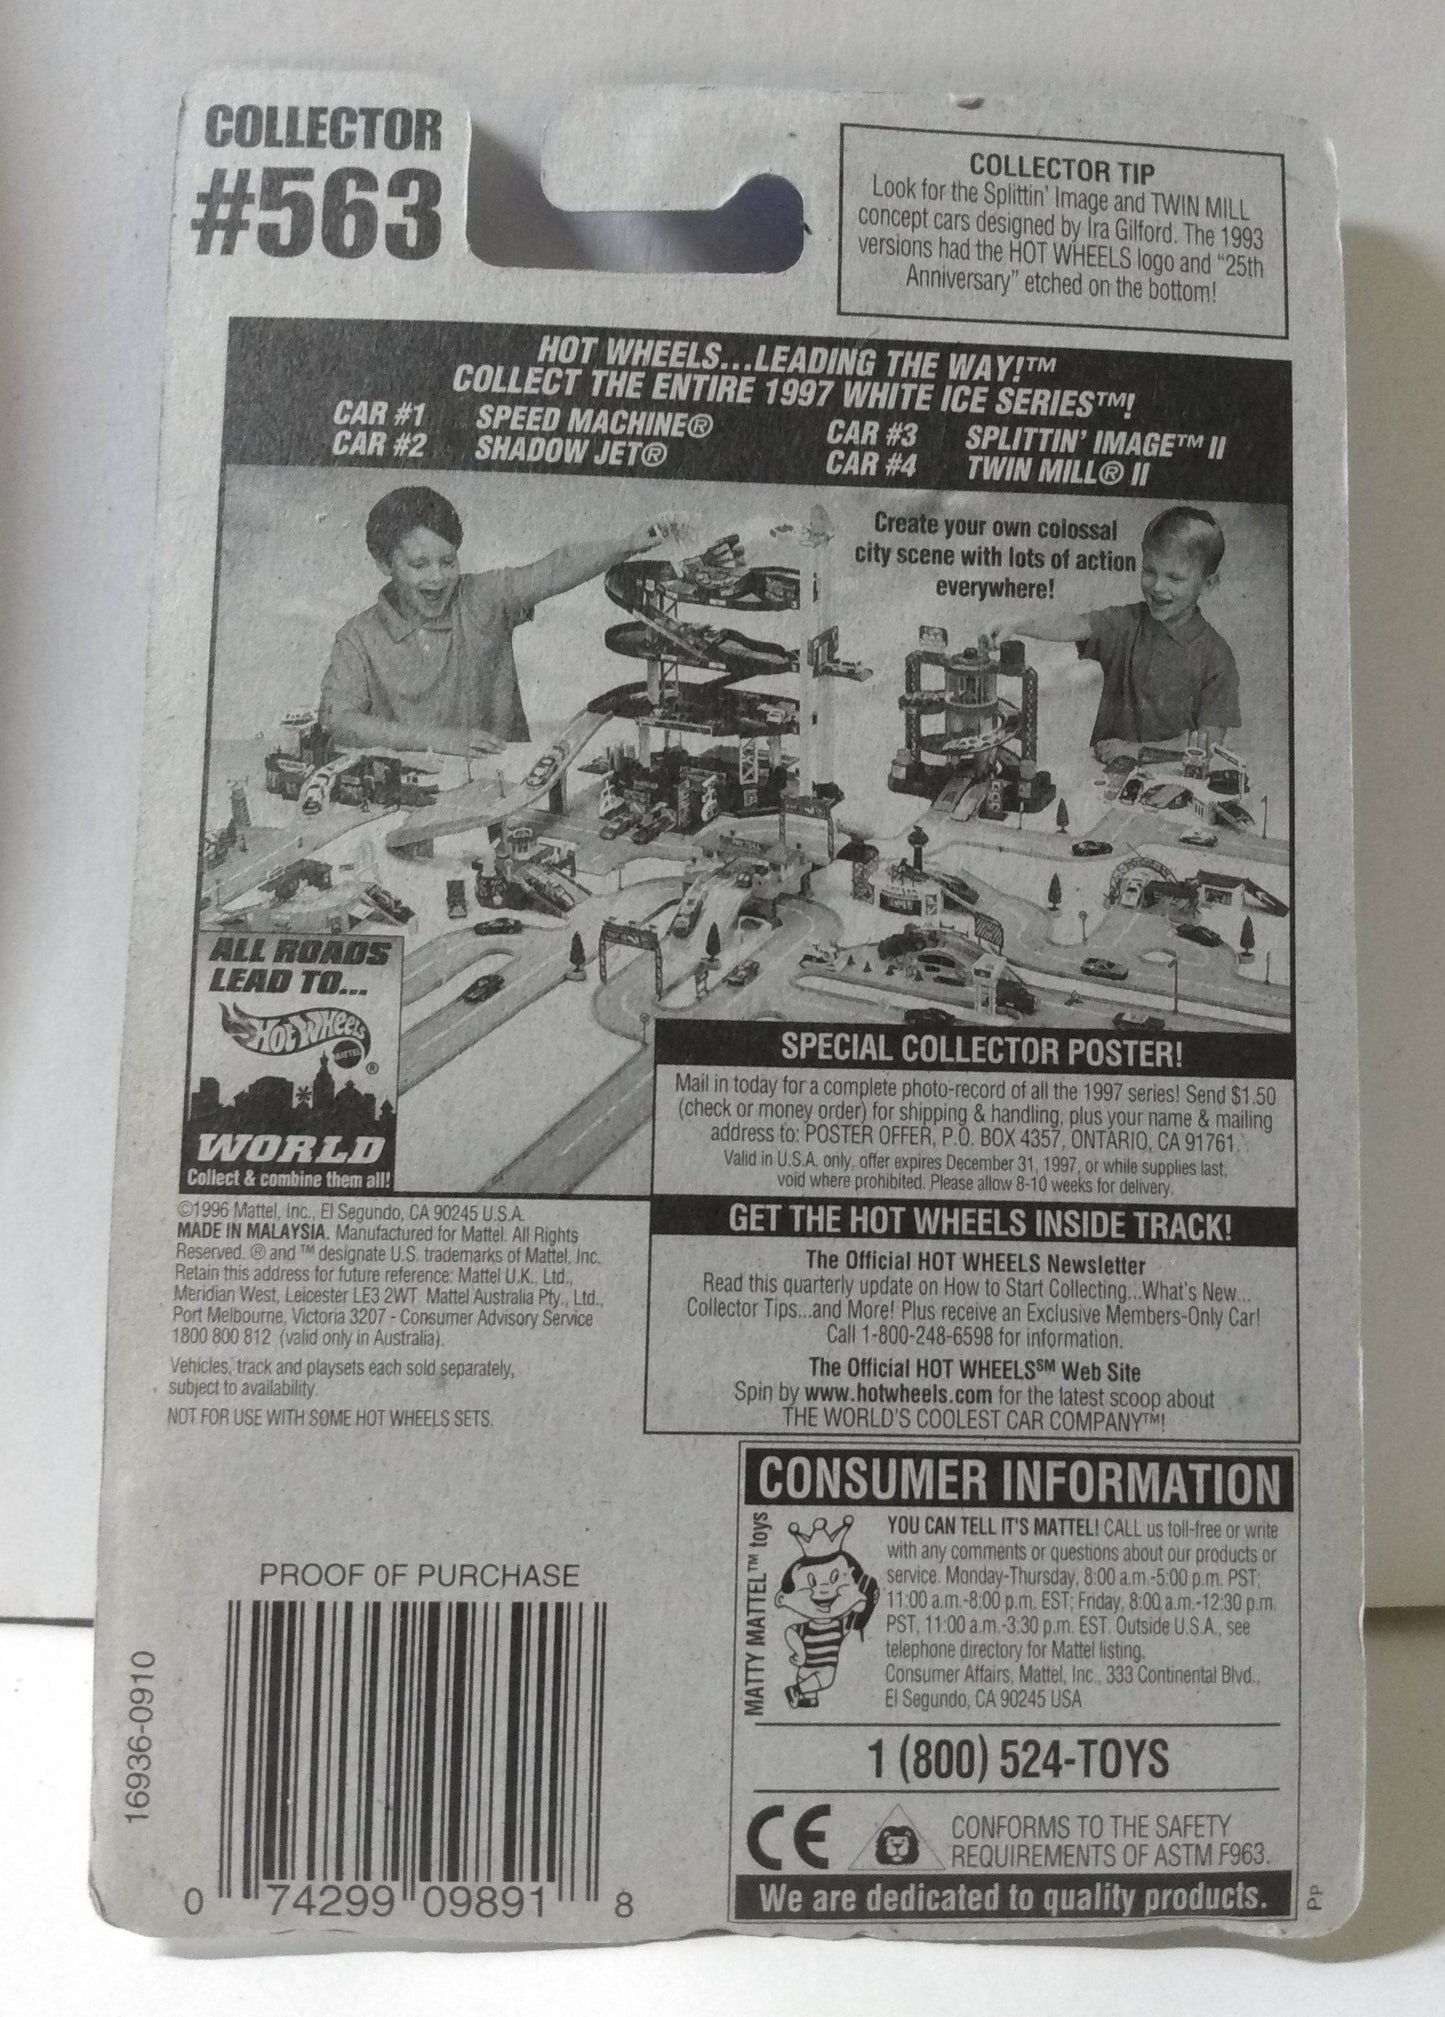 COLLECTOR
#563
COLLECTOR TIP
Look for the Splittin' Image and TWIN MILL
concept cars designed by Ira Gilford. The 1993
versions had the HOT WHEELS logo and "25th
Anniversary" etched on the bottom!
HOT WHEELS...LEADING THE WAY!™
COLLECT THE ENTIRE 1997 WHITE ICE SERIES™!
CAR #1 SPEED MACHINE®
CAR #2 SHADOW JET®
CAR #3 SPLITTIN' IMAGE™ II
CAR #4 TWIN MILL® II
Create your own colossal
city scene with lots of action
everywhere!
ALL ROADS
LEAD TO...
HOT WHEELS
MATTEL
®
WORLD
Collect & combine them all!
SPECIAL COLLECTOR POSTER!
Mail in today for a complete photo-record of all the 1997 series! Send $1.50
(check or money order) for shipping & handling, plus your name & mailing
address to: POSTER OFFER, P.O. BOX 4357, ONTARIO, CA 91761.
Valid in U.S.A. only, offer expires December 31, 1997, or while supplies last,
void where prohibited. Please allow 8-10 weeks for delivery.
GET THE HOT WHEELS INSIDE TRACK!
The Official HOT WHEELS Newsletter
Read this quarterly update on How to Start Collecting...What's New...
Collector Tips...and More! Plus receive an Exclusive Members-Only Car!
Call 1-800-248-6598 for information.
The Official HOT WHEELS℠ Web Site
Spin by www.hotwheels.com for the latest scoop about
THE WORLD'S COOLEST CAR COMPANY™!
©1996 Mattel, Inc., El Segundo, CA 90245 U.S.A.
MADE IN MALAYSIA. Manufactured for Mattel. All Rights
Reserved. ® and ™ designate U.S. trademarks of Mattel, Inc.
Retain this address for future reference: Mattel U.K., Ltd.,
Meridian West, Leicester LE3 2WT. Mattel Australia Pty., Ltd.,
Port Melbourne, Victoria 3207 - Consumer Advisory Service
1800 800 812 (valid only in Australia).
Vehicles, track and playsets each sold separately,
subject to availability.
NOT FOR USE WITH SOME HOT WHEELS SETS.
CONSUMER INFORMATION
MATTY MATTEL™ toys
YOU CAN TELL IT'S MATTEL! CALL us toll-free or write
with any comments or questions about our products or
service. Monday-Thursday, 8:00 a.m.-5:00 p.m. PST;
11:00 a.m.-8:00 p.m. EST; Friday, 8:00 a.m.-12:30 p.m.
PST, 11:00 a.m.-3:30 p.m. EST. Outside U.S.A., see
telephone directory for Mattel listing.
Consumer Affairs, Mattel, Inc., 333 Continental Blvd.,
El Segundo, CA 90245 USA
1 (800) 524-TOYS
CE
CONFORMS TO THE SAFETY
REQUIREMENTS OF ASTM F963.
We are dedicated to quality products.
PP
PROOF OF PURCHASE
16936-0910
0 74299 09891 8